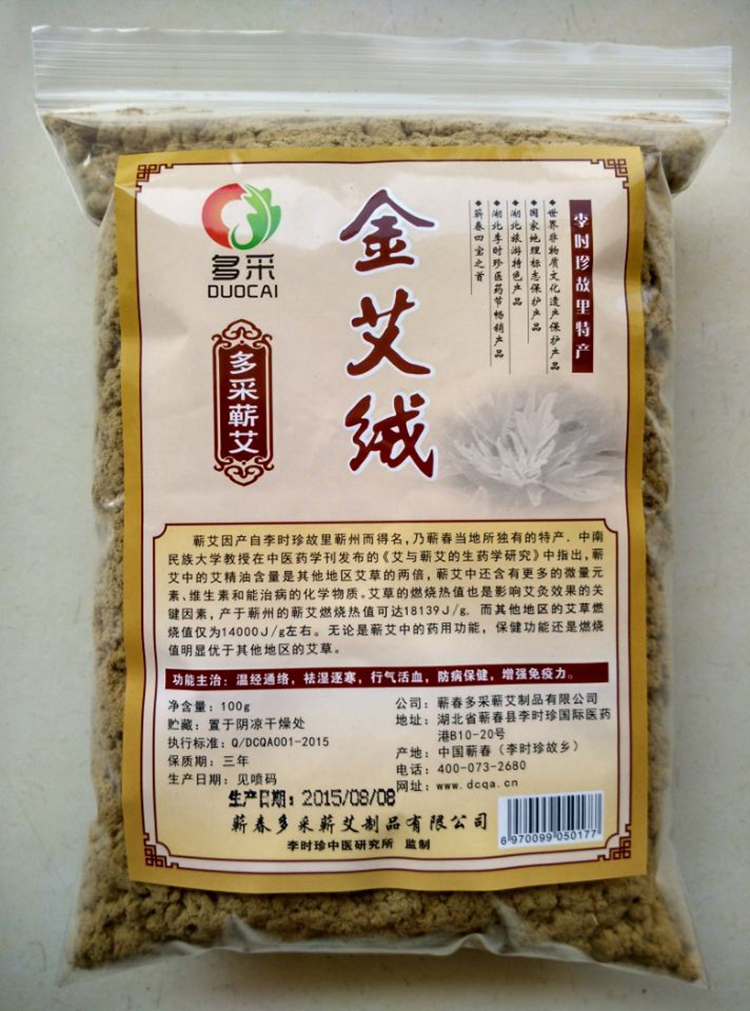 多采
DUOCAI
多采蕲艾
金艾绒
李时珍故里特产
◆世界非物质文化遗产保护产品
◆国家地理标志保护产品
◆湖北旅游特色产品
◆湖北李时珍医药节畅销产品
◆蕲春四宝之首
蕲艾因产自李时珍故里蕲州而得名，乃蕲春当地所独有的特产．中南
民族大学教授在中医药学刊发布的《艾与蕲艾的生药学研究》中指出，蕲
艾中的艾精油含量是其他地区艾草的两倍，蕲艾中还含有更多的微量元
素、维生素和能治病的化学物质。艾草的燃烧热值也是影响艾灸效果的关
键因素，产于蕲州的蕲艾燃烧热值可达18139J/g. 而其他地区的艾草燃
烧值仅为14000J/g左右。无论是蕲艾中的药用功能，保健功能还是燃烧
值明显优于其他地区的艾草。
功能主治：温经通络，祛湿逐寒，行气活血，防病保健，增强免疫力。
净含量：100g
贮藏：置于阴凉干燥处
执行标准：Q/DCQA001-2015
保质期：三年
生产日期：见喷码
公司：蕲春多采蕲艾制品有限公司
地址：湖北省蕲春县李时珍国际医药
港B10-20号
产地：中国蕲春（李时珍故乡）
电话：400-073-2680
网址：www.dcqa.cn
生产日期：2015/08/08
蕲春多采蕲艾制品有限公司
李时珍中医研究所 监制
6 970099 050177